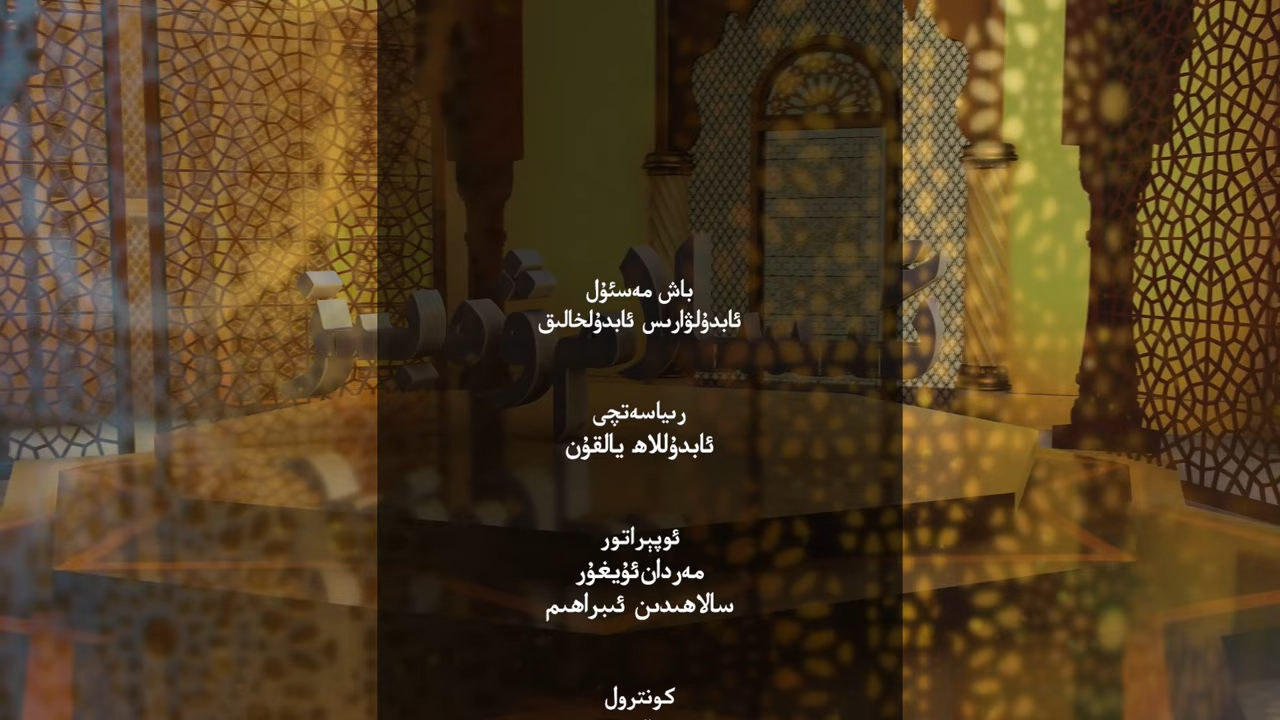 باش مەسئۇل
ئابدۇلۋارىس ئابدۇلخالىق
رىياسەتچى
ئابدۇللاھ يالقۇن
ئوپېراتور
مەردان‌ئۇيغۇر
سالاھىدىن ئىبراھىم
كونترول